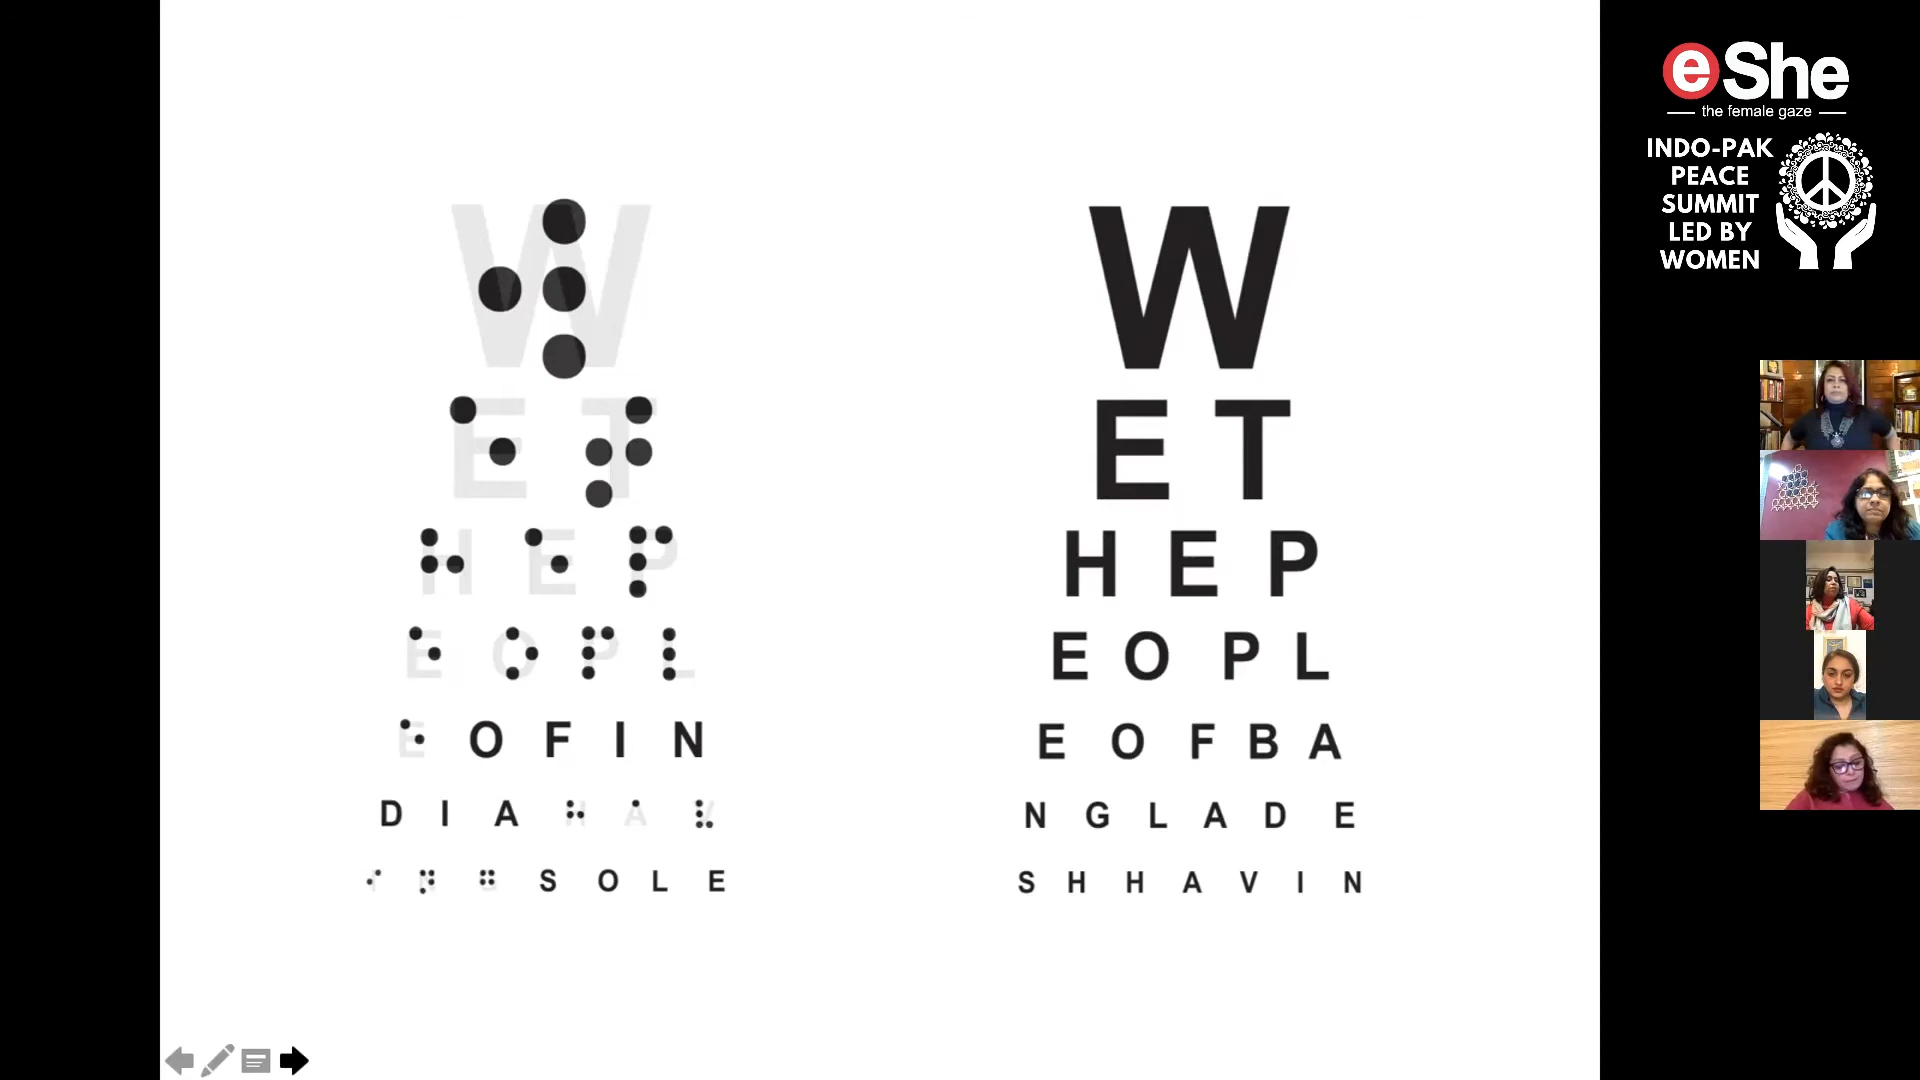 W
E T
H E P
E O P L
E O F I N
D I A H A V
I N G S O L E
W
E T
H E P
E O P L
E O F B A
N G L A D E
S H H A V I N
eShe
the female gaze
INDO-PAK
PEACE
SUMMIT
LED BY
WOMEN